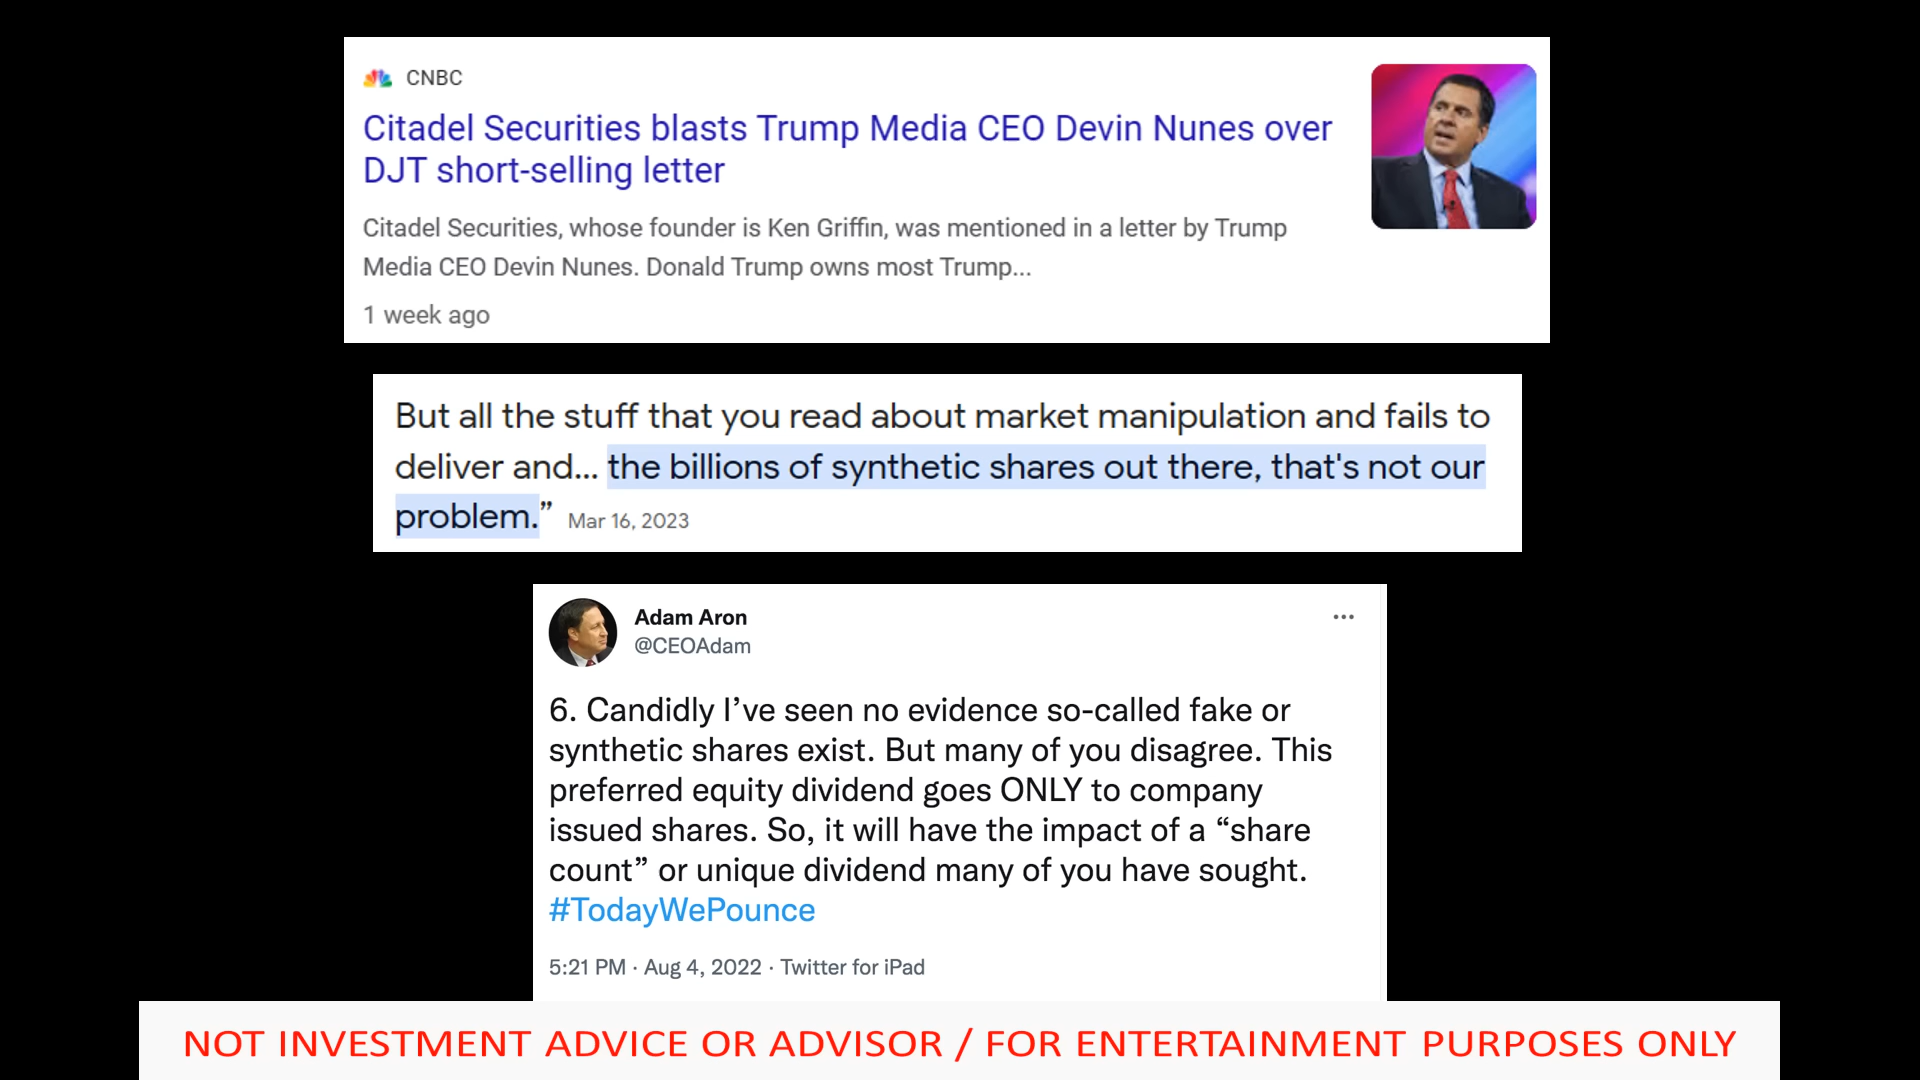 CNBC
Citadel Securities blasts Trump Media CEO Devin Nunes over
DJT short-selling letter
Citadel Securities, whose founder is Ken Griffin, was mentioned in a letter by Trump
Media CEO Devin Nunes. Donald Trump owns most Trump...
1 week ago
But all the stuff that you read about market manipulation and fails to
deliver and... the billions of synthetic shares out there, that's not our
problem.” Mar 16, 2023
Adam Aron
@CEOAdam
6. Candidly I’ve seen no evidence so-called fake or
synthetic shares exist. But many of you disagree. This
preferred equity dividend goes ONLY to company
issued shares. So, it will have the impact of a “share
count” or unique dividend many of you have sought.
#TodayWePounce
5:21 PM · Aug 4, 2022 · Twitter for iPad
NOT INVESTMENT ADVICE OR ADVISOR / FOR ENTERTAINMENT PURPOSES ONLY